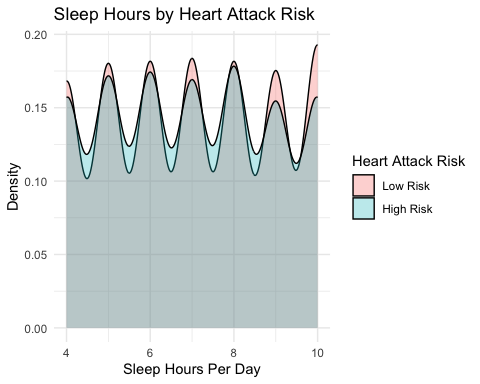 Sleep Hours by Heart Attack Risk
0.20
0.15
0.10
0.05
0.00
Density
4
6
8
10
Sleep Hours Per Day
Heart Attack Risk
Low Risk
High Risk